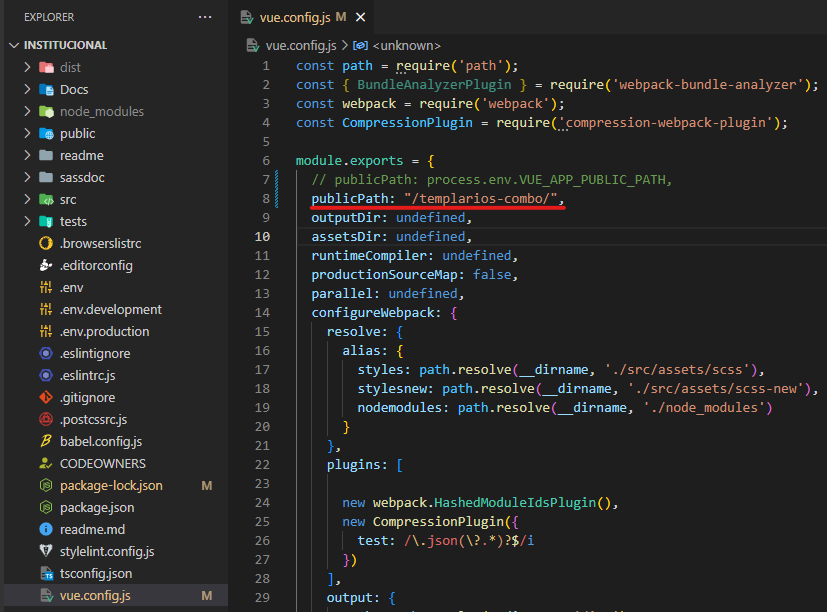 EXPLORER
INSTITUCIONAL
dist
Docs
node_modules
public
readme
sassdoc
src
tests
.browserslistrc
.editorconfig
.env
.env.development
.env.production
.eslintignore
.eslintrc.js
.gitignore
.postcssrc.js
babel.config.js
CODEOWNERS
package-lock.json M
package.json
readme.md
stylelint.config.js
tsconfig.json
vue.config.js M
vue.config.js M
vue.config.js > <unknown>
1 const path = require('path');
2 const { BundleAnalyzerPlugin } = require('webpack-bundle-analyzer');
3 const webpack = require('webpack');
4 const CompressionPlugin = require('compression-webpack-plugin');
5
6 module.exports = {
7 // publicPath: process.env.VUE_APP_PUBLIC_PATH,
8 publicPath: "/templarios-combo/",
9 outputDir: undefined,
10 assetsDir: undefined,
11 runtimeCompiler: undefined,
12 productionSourceMap: false,
13 parallel: undefined,
14 configureWebpack: {
15 resolve: {
16 alias: {
17 styles: path.resolve(__dirname, './src/assets/scss'),
18 stylesnew: path.resolve(__dirname, './src/assets/scss-new'),
19 nodemodules: path.resolve(__dirname, './node_modules')
20 }
21 },
22 plugins: [
23
24 new webpack.HashedModuleIdsPlugin(),
25 new CompressionPlugin({
26 test: /\.json(\?.*)?$/i
27 })
28 ],
29 output: {